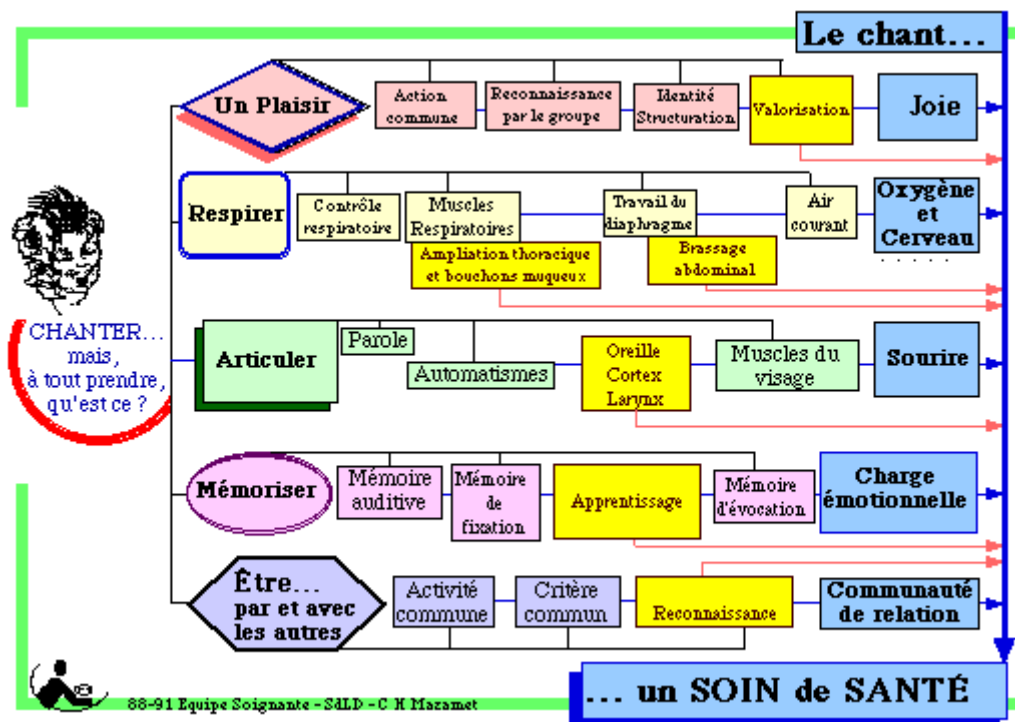 Le chant...
Un Plaisir
Action
commune
Reconnaissance
par le groupe
Identité
Structuration
Valorisation
Joie
Respirer
Contrôle
respiratoire
Muscles
Respiratoires
Ampliation thoracique
et bouchons muqueux
Travail du
diaphragme
Brassage
abdominal
Air
courant
Oxygène
et
Cerveau
.....
CHANTER...
mais,
à tout prendre,
qu'est ce ?
Articuler
Parole
Automatismes
Oreille
Cortex
Larynx
Muscles du
visage
Sourire
Mémoriser
Mémoire
auditive
Mémoire
de
fixation
Apprentissage
Mémoire
d'évocation
Charge
émotionnelle
Être...
par et avec
les autres
Activité
commune
Critère
commun
Reconnaissance
Communauté
de relation
88-91 Equipe Soignante - SdLD - C H Mazamet
... un SOIN de SANTÉ